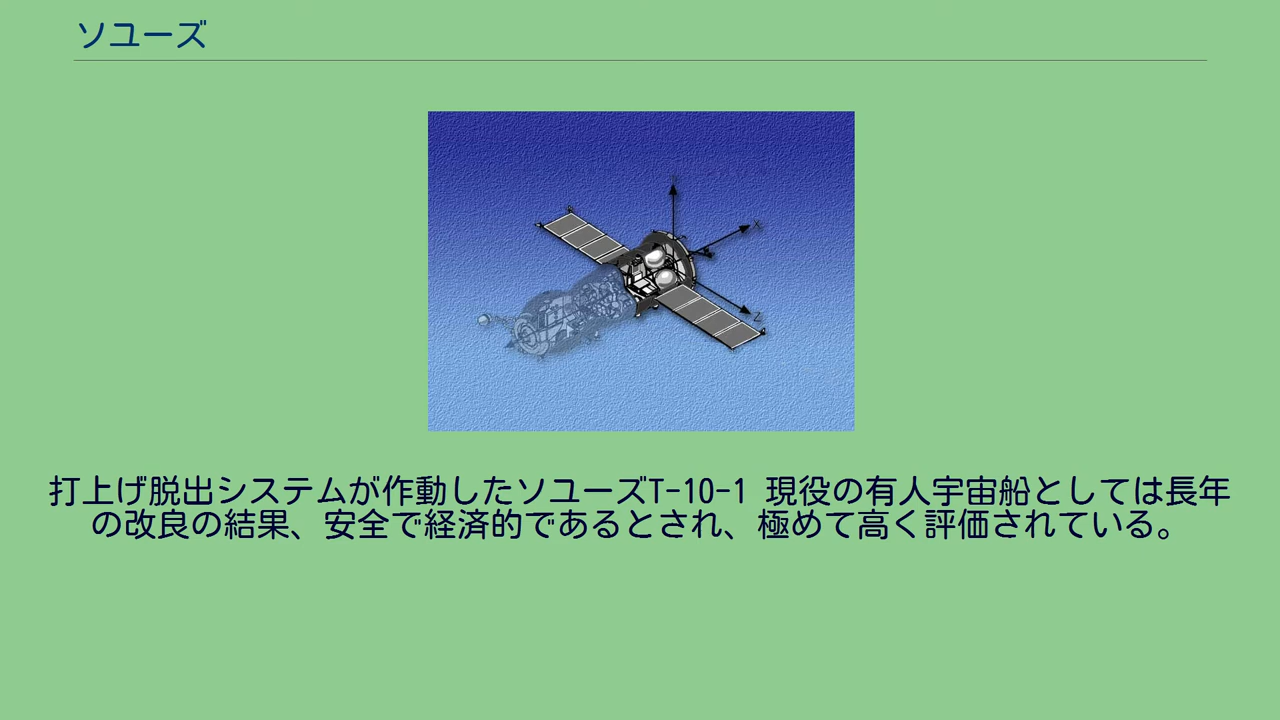 ソユーズ
X
Z
打上げ脱出システムが作動したソユーズT-10-1 現役の有人宇宙船としては長年
の改良の結果、安全で経済的であるとされ、極めて高く評価されている。